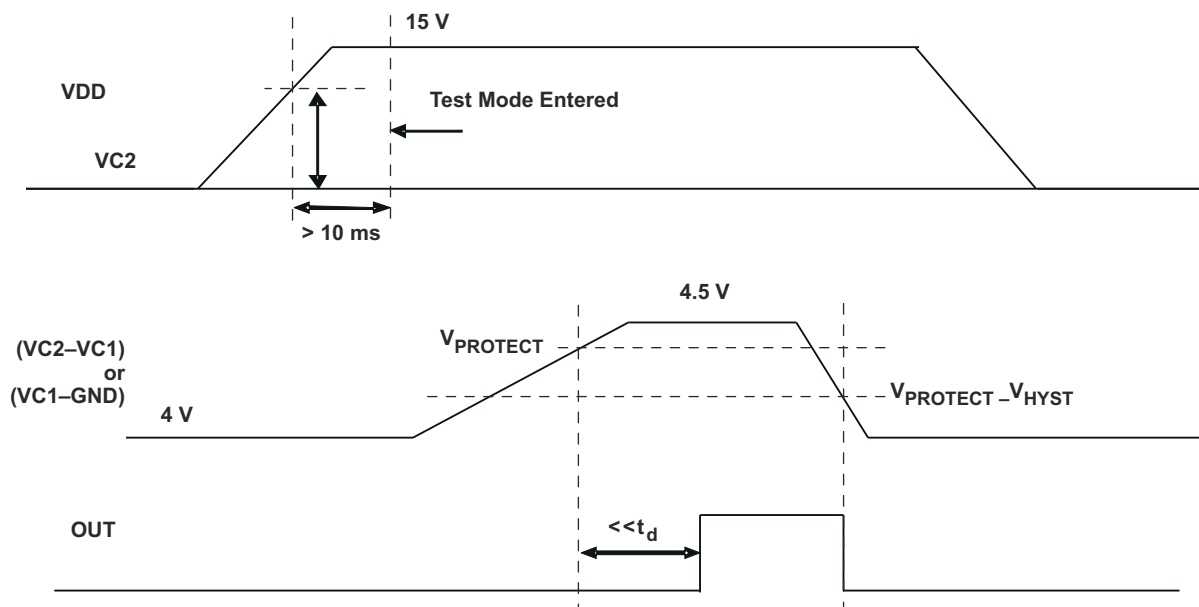 15 V
VDD
Test Mode Entered
VC2
> 10 ms
4.5 V
(VC2–VC1)
or
(VC1–GND)
VPROTECT
VPROTECT –VHYST
4 V
OUT
<<td